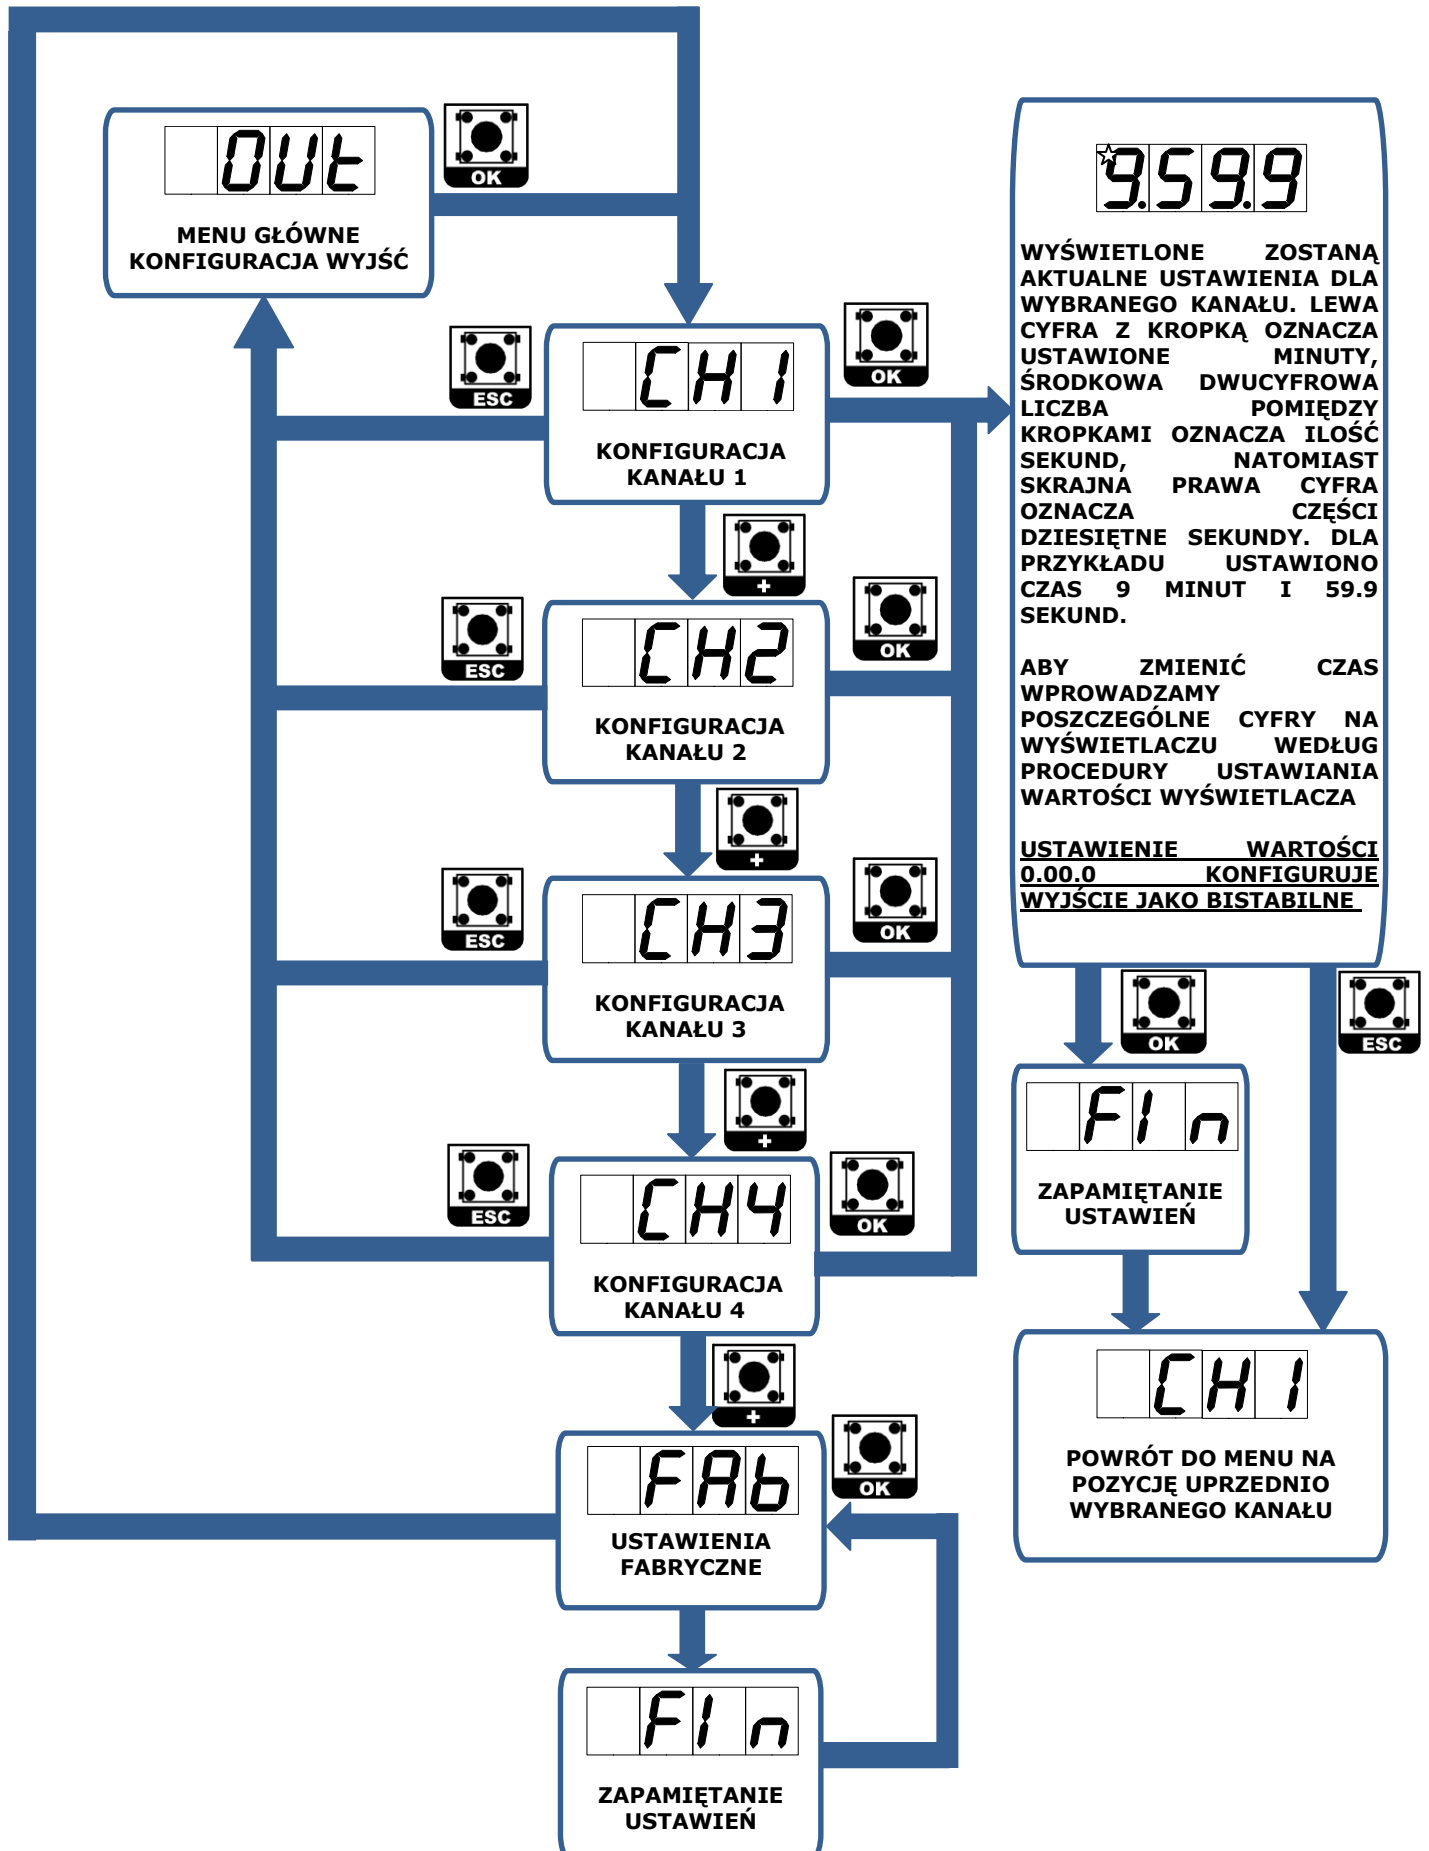 OUt
OK
MENU GŁÓWNE
KONFIGURACJA WYJŚĆ
ESC
CH1
OK
KONFIGURACJA
KANAŁU 1
+
ESC
CH2
OK
KONFIGURACJA
KANAŁU 2
+
ESC
CH3
OK
KONFIGURACJA
KANAŁU 3
+
ESC
CH4
OK
KONFIGURACJA
KANAŁU 4
+
FAb
OK
USTAWIENIA
FABRYCZNE
FIn
ZAPAMIĘTANIE
USTAWIEŃ
9.59.9
WYŚWIETLONE ZOSTANĄ
AKTUALNE USTAWIENIA DLA
WYBRANEGO KANAŁU. LEWA
CYFRA Z KROPKĄ OZNACZA
USTAWIONE MINUTY,
ŚRODKOWA DWUCYFROWA
LICZBA POMIĘDZY
KROPKAMI OZNACZA ILOŚĆ
SEKUND, NATOMIAST
SKRAJNA PRAWA CYFRA
OZNACZA CZĘŚCI
DZIESIĘTNE SEKUNDY. DLA
PRZYKŁADU USTAWIONO
CZAS 9 MINUT I 59.9
SEKUND.
ABY ZMIENIĆ CZAS
WPROWADZAMY
POSZCZEGÓLNE CYFRY NA
WYŚWIETLACZU WEDŁUG
PROCEDURY USTAWIANIA
WARTOŚCI WYŚWIETLACZA
USTAWIENIE WARTOŚCI
0.00.0 KONFIGURUJE
WYJŚCIE JAKO BISTABILNE
OK
ESC
FIn
ZAPAMIĘTANIE
USTAWIEŃ
CH1
POWRÓT DO MENU NA
POZYCJĘ UPRZEDNIO
WYBRANEGO KANAŁU